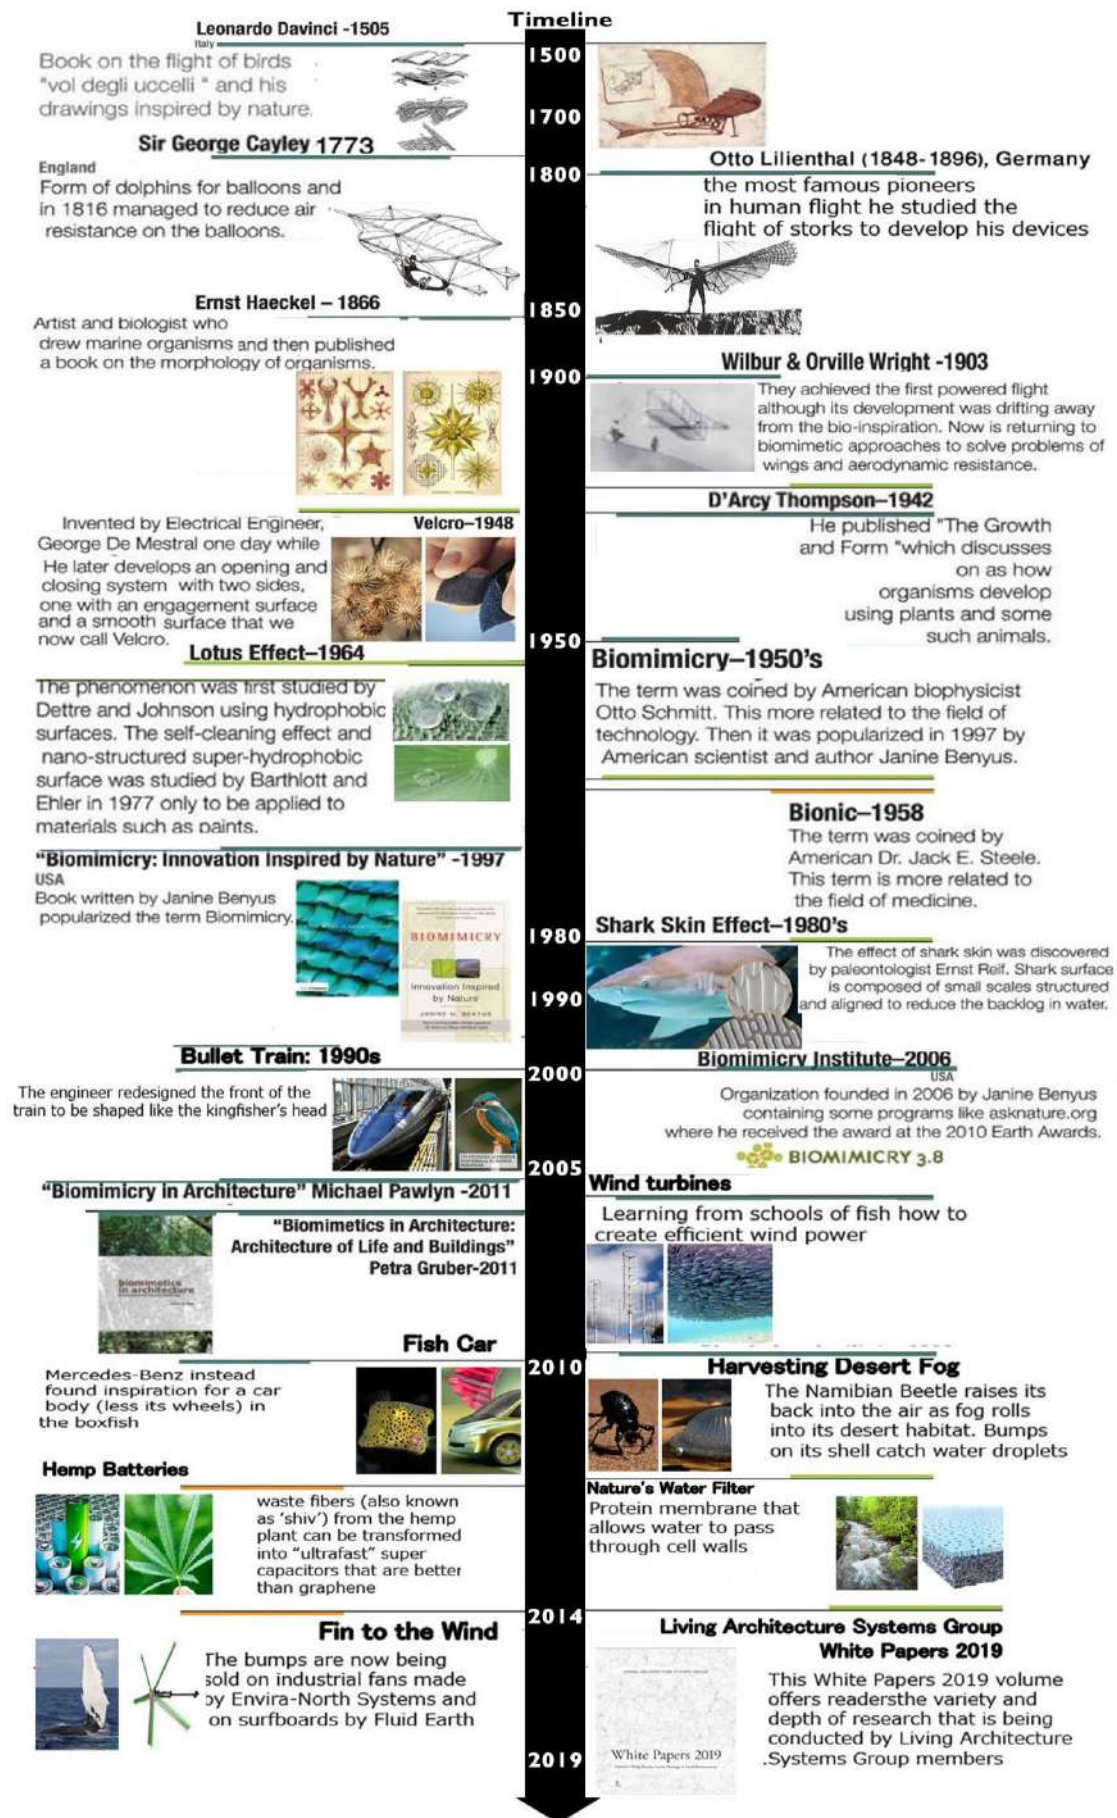 Timeline
Leonardo Davinci -1505
Italy
Book on the flight of birds
"vol degli uccelli " and his
drawings inspired by nature.
1500
1700
Sir George Cayley 1773
England
Form of dolphins for balloons and
in 1816 managed to reduce air
resistance on the balloons.
Otto Lilienthal (1848-1896), Germany
1800
the most famous pioneers
in human flight he studied the
flight of storks to develop his devices
Ernst Haeckel – 1866
1850
Artist and biologist who
drew marine organisms and then published
a book on the morphology of organisms.
Wilbur & Orville Wright -1903
1900
They achieved the first powered flight
although its development was drifting away
from the bio-inspiration. Now is returning to
biomimetic approaches to solve problems of
wings and aerodynamic resistance.
D'Arcy Thompson–1942
He published "The Growth
and Form "which discusses
on as how
organisms develop
using plants and some
such animals.
Velcro–1948
Invented by Electrical Engineer,
George De Mestral one day while
He later develops an opening and
closing system with two sides,
one with an engagement surface
and a smooth surface that we
now call Velcro.
1950
Lotus Effect–1964
The phenomenon was first studied by
Dettre and Johnson using hydrophobic
surfaces. The self-cleaning effect and
nano-structured super-hydrophobic
surface was studied by Barthlott and
Ehler in 1977 only to be applied to
materials such as paints.
Biomimicry–1950's
The term was coined by American biophysicist
Otto Schmitt. This more related to the field of
technology. Then it was popularized in 1997 by
American scientist and author Janine Benyus.
Bionic–1958
The term was coined by
American Dr. Jack E. Steele.
This term is more related to
the field of medicine.
"Biomimicry: Innovation Inspired by Nature" -1997
USA
Book written by Janine Benyus
popularized the term Biomimicry.
BIOMIMICRY
Innovation Inspired
by Nature
JANINE M. BENYUS
1980
1990
Shark Skin Effect–1980's
The effect of shark skin was discovered
by paleontologist Ernst Reif. Shark surface
is composed of small scales structured
and aligned to reduce the backlog in water.
Bullet Train: 1990s
The engineer redesigned the front of the
train to be shaped like the kingfisher's head
2000
Biomimicry Institute–2006
USA
Organization founded in 2006 by Janine Benyus
containing some programs like asknature.org
where he received the award at the 2010 Earth Awards.
BIOMIMICRY 3.8
2005
"Biomimicry in Architecture" Michael Pawlyn -2011
"Biomimetics in Architecture:
Architecture of Life and Buildings"
Petra Gruber-2011
biomimetics
in architecture
Wind turbines
Learning from schools of fish how to
create efficient wind power
Fish Car
2010
Mercedes-Benz instead
found inspiration for a car
body (less its wheels) in
the boxfish
Harvesting Desert Fog
The Namibian Beetle raises its
back into the air as fog rolls
into its desert habitat. Bumps
on its shell catch water droplets
Hemp Batteries
waste fibers (also known
as 'shiv') from the hemp
plant can be transformed
into "ultrafast" super
capacitors that are better
than graphene
Nature's Water Filter
Protein membrane that
allows water to pass
through cell walls
2014
Fin to the Wind
The bumps are now being
sold on industrial fans made
by Envira-North Systems and
on surfboards by Fluid Earth
Living Architecture Systems Group
White Papers 2019
This White Papers 2019 volume
offers readersthe variety and
depth of research that is being
conducted by Living Architecture
.Systems Group members
White Papers 2019
2019